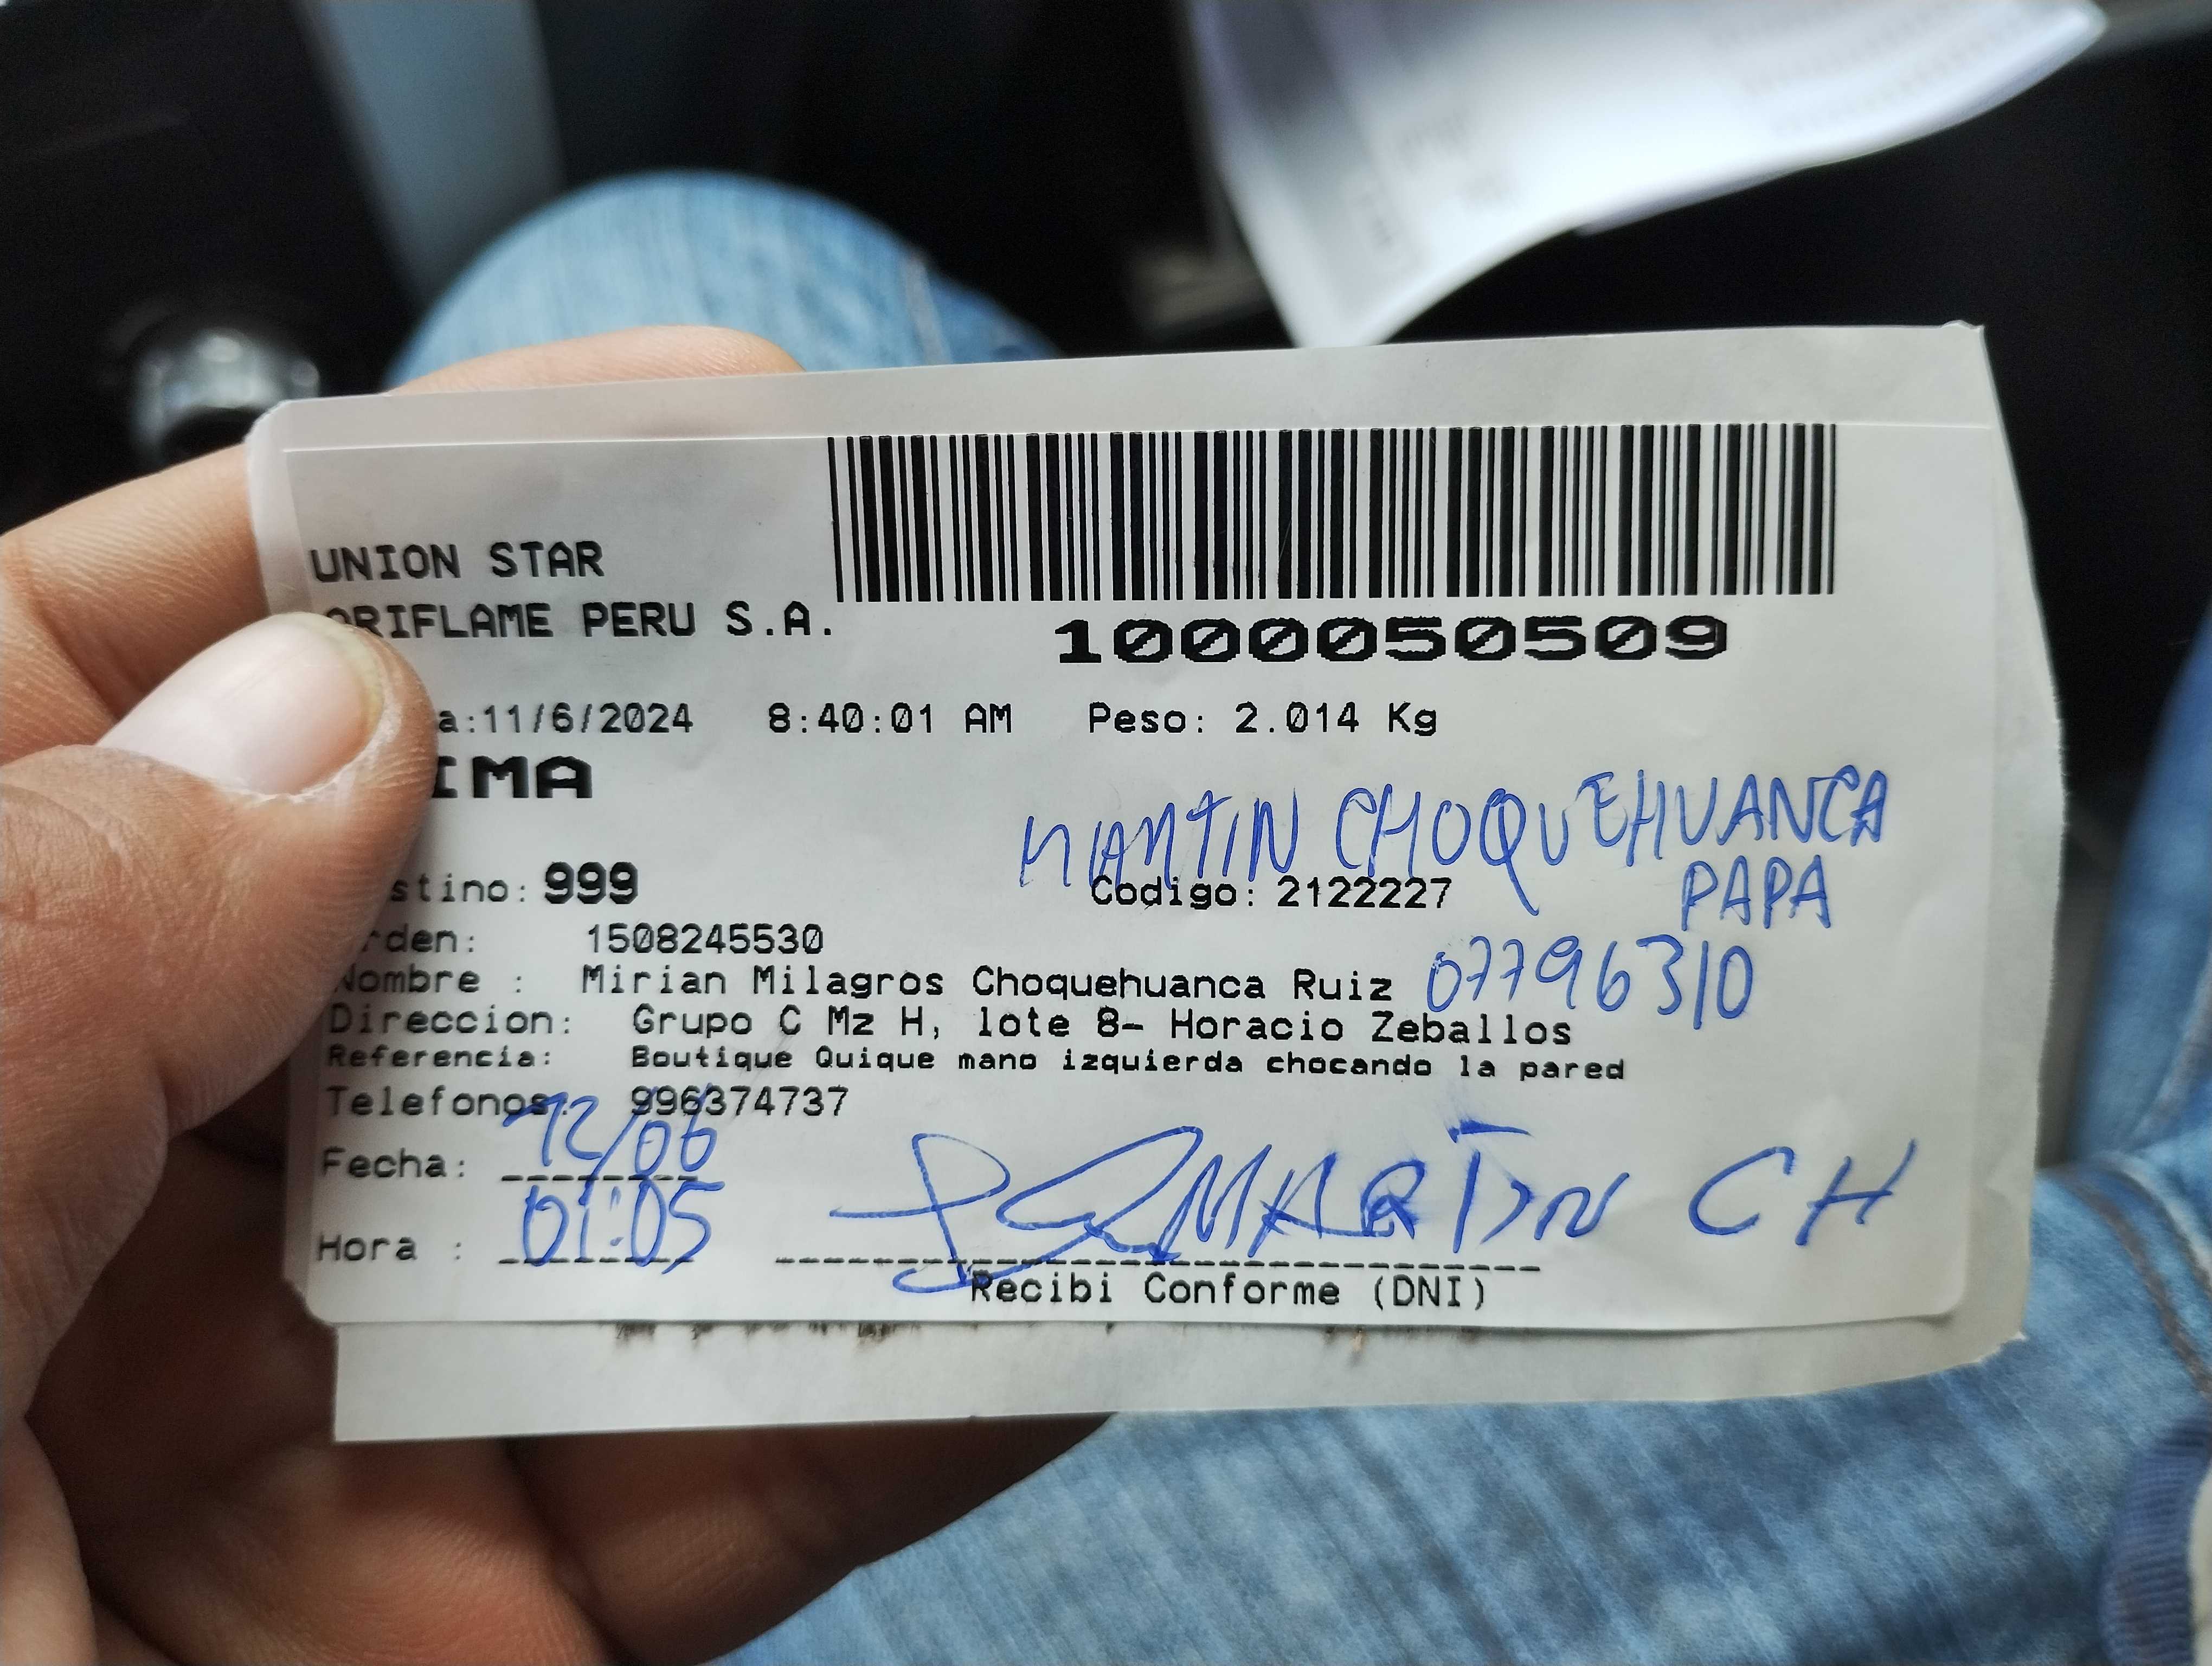 UNION STAR
ORIFLAME PERU S.A.
1000050509
a:11/6/2024 8:40:01 AM Peso: 2.014 Kg
IMA
MARTIN CHOQUEHUANCA
stino: 999 Codigo: 2122227 PAPA
rden: 1508245530
Nombre : Mirian Milagros Choquehuanca Ruiz 07796310
Direccion: Grupo C Mz H, lote 8- Horacio Zeballos
Referencia: Boutique Quique mano izquierda chocando la pared
Telefonos: 996374737
Fecha: 12/06
Hora : 01:05 MARTIN CH
Recibi Conforme (DNI)